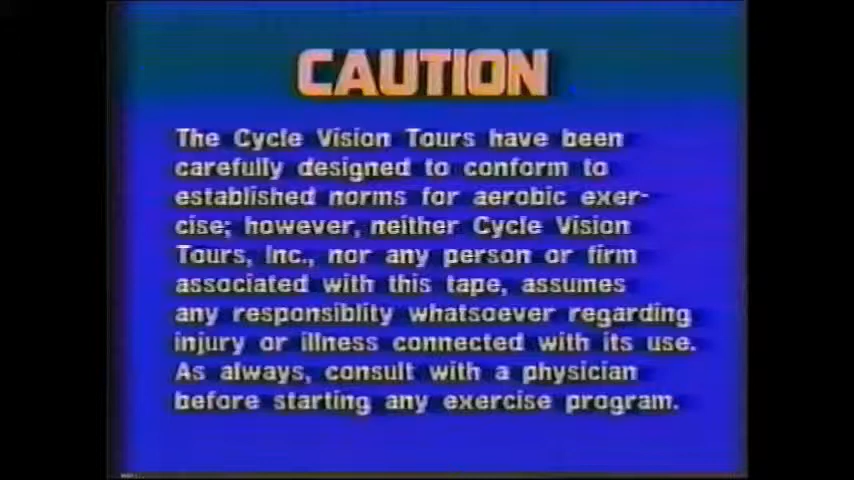 CAUTION
The Cycle Vision Tours have been
carefully designed to conform to
established norms for aerobic exer-
cise; however, neither Cycle Vision
Tours, Inc., nor any person or firm
associated with this tape, assumes
any responsiblity whatsoever regarding
injury or illness connected with its use.
As always, consult with a physician
before starting any exercise program.